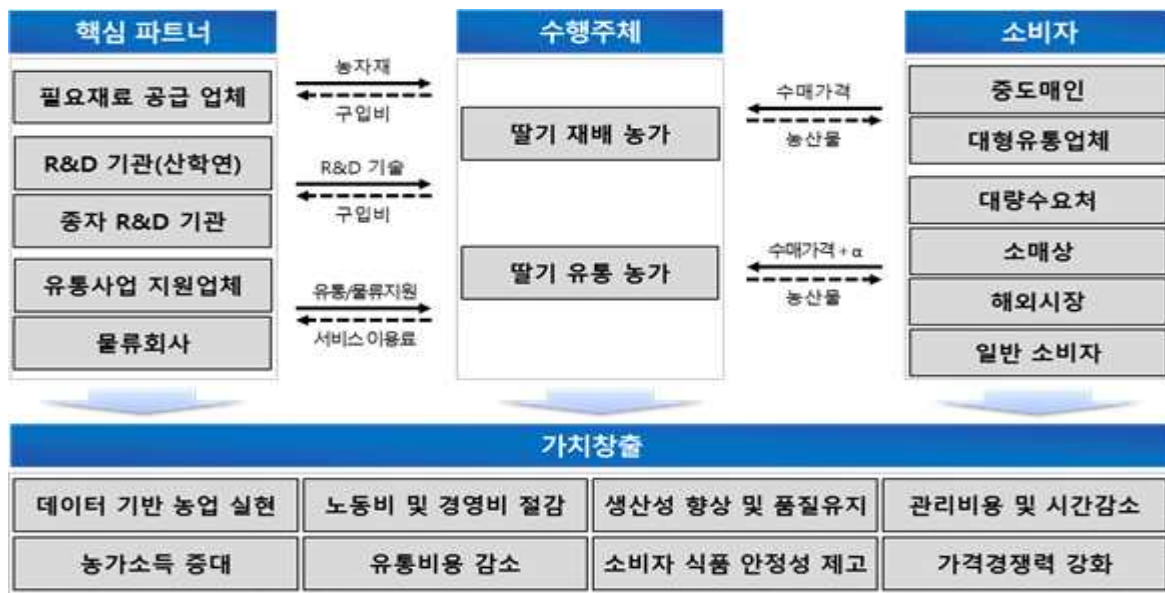 핵심 파트너
필요재료 공급 업체
R&D 기관(산학연)
종자 R&D 기관
유통사업 지원업체
물류회사
농자재
구입비
R&D 기술
구입비
유통/물류지원
서비스 이용료
수행주체
딸기 재배 농가
딸기 유통 농가
수매가격
농산물
수매가격 + α
농산물
소비자
중도매인
대형유통업체
대량수요처
소매상
해외시장
일반 소비자
가치창출
데이터 기반 농업 실현
노동비 및 경영비 절감
생산성 향상 및 품질유지
관리비용 및 시간감소
농가소득 증대
유통비용 감소
소비자 식품 안정성 제고
가격경쟁력 강화